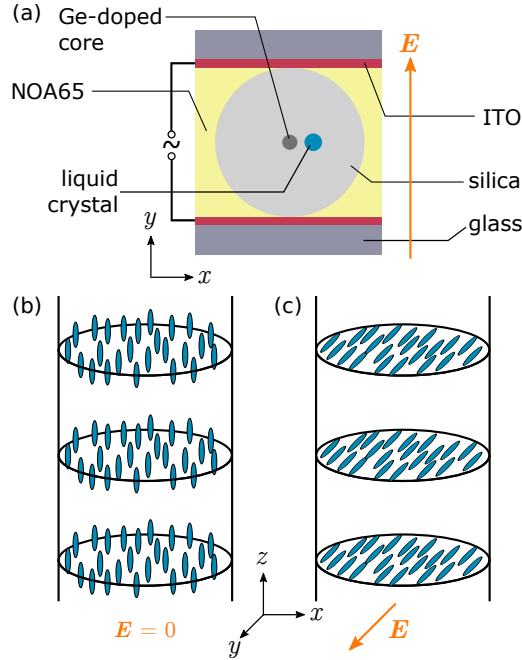 (a)
Ge-doped
core
E
NOA65
ITO
~
liquid
crystal
silica
glass
y
x
(b)
(c)
z
x
y
E = 0
E